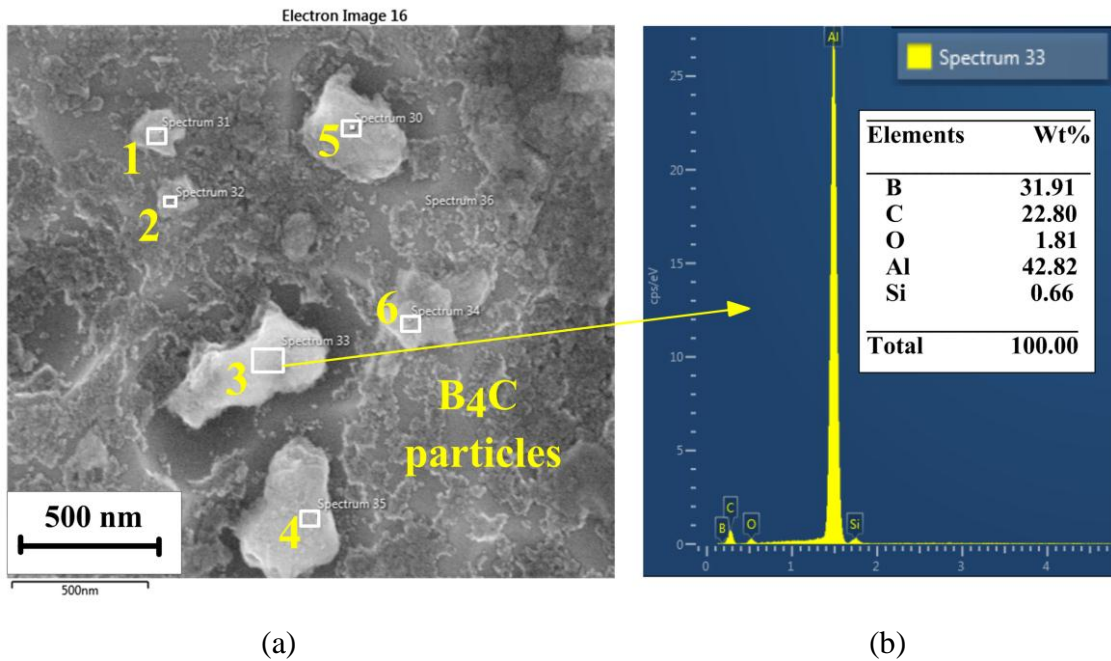 Electron Image 16
Spectrum 31
1
Spectrum 30
5
Spectrum 32
2
Spectrum 36
6
Spectrum 34
Spectrum 33
3
B4C
particles
Spectrum 35
4
500 nm
500nm
(a)
Al
Spectrum 33
25
20
15
10
5
0
cps/eV
Elements Wt%
B 31.91
C 22.80
O 1.81
Al 42.82
Si 0.66
Total 100.00
B
C
O
Si
0 1 2 3 4
(b)